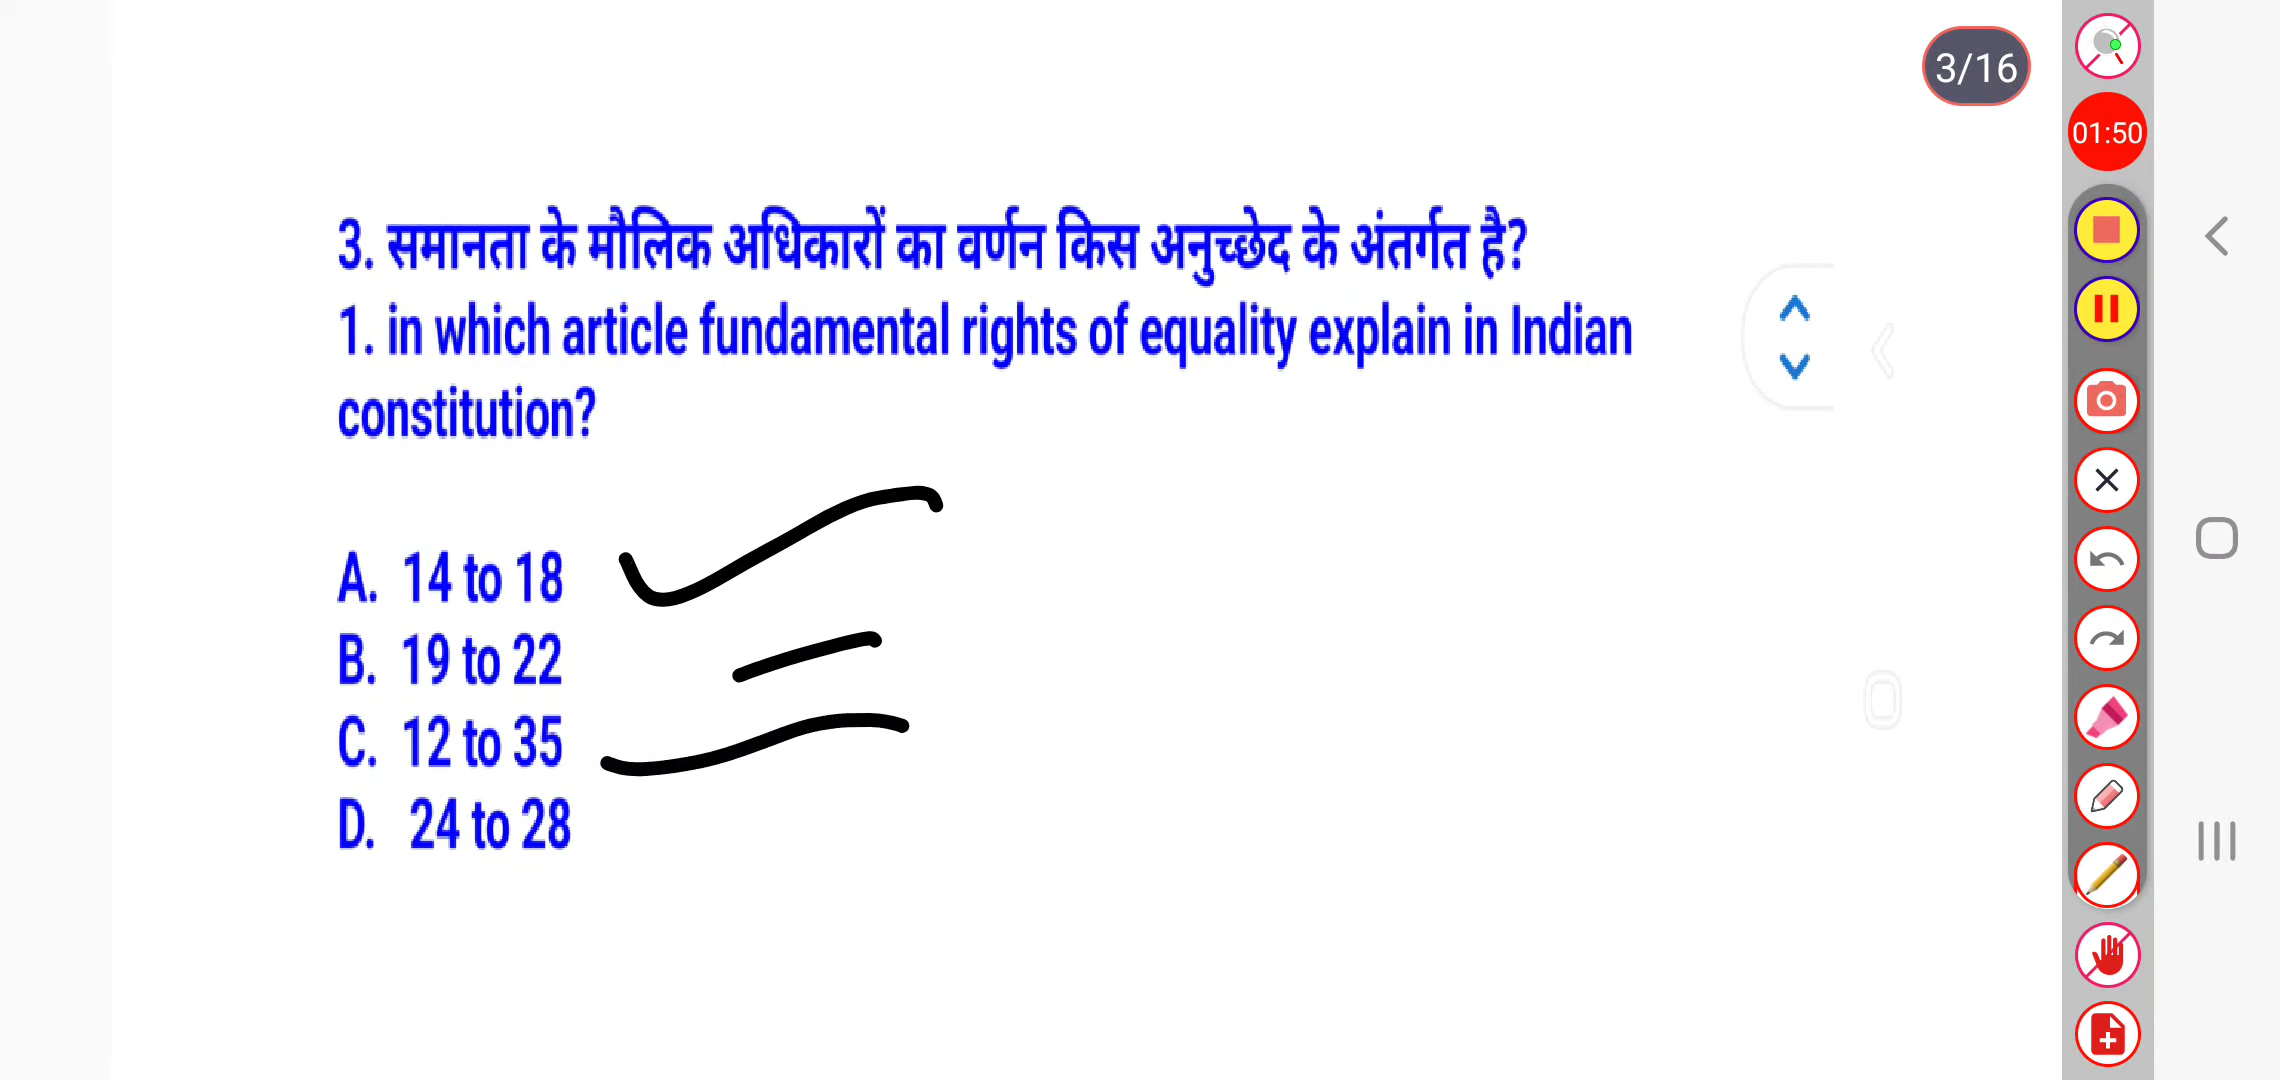 3/16
01:50
3. समानता के मौलिक अधिकारों का वर्णन किस अनुच्छेद के अंतर्गत है?
1. in which article fundamental rights of equality explain in Indian
constitution?
A. 14 to 18
B. 19 to 22
C. 12 to 35
D. 24 to 28